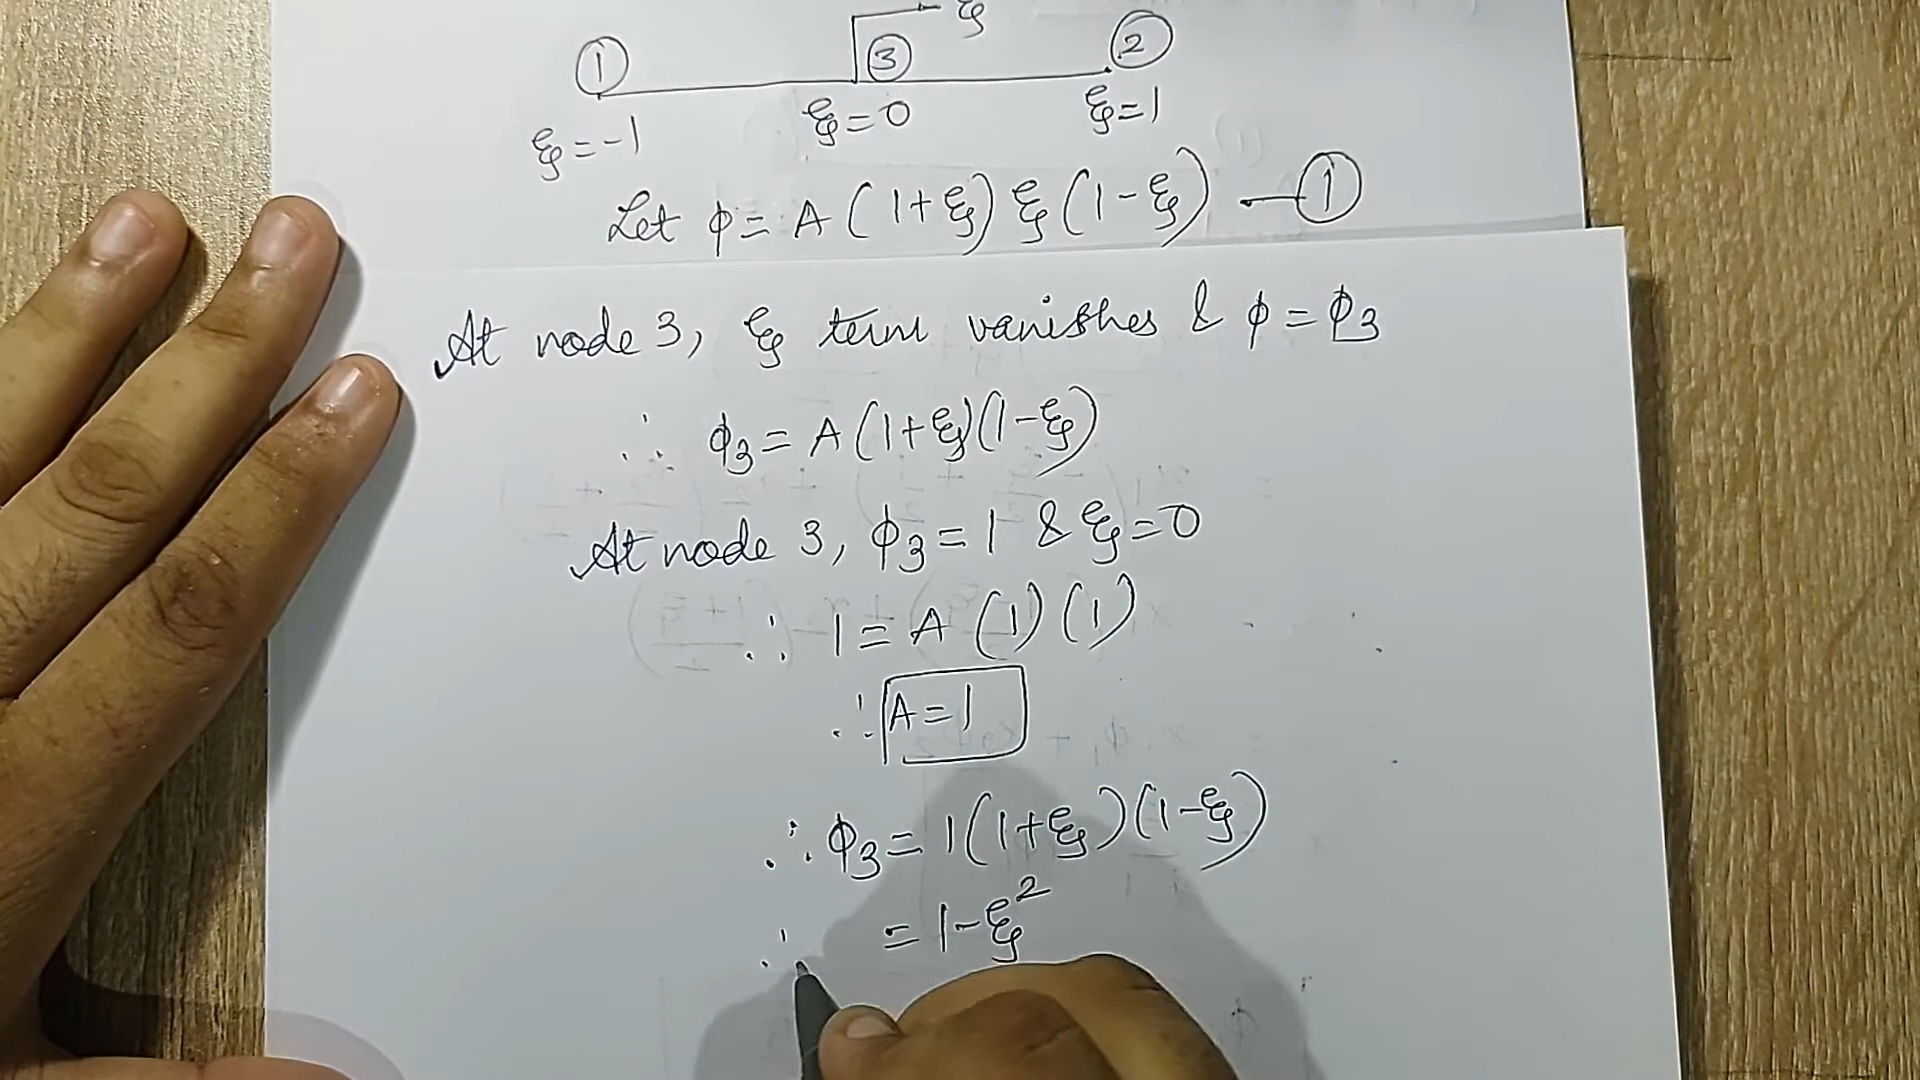 ξ
① ③ ②
ξ=-1 ξ=0 ξ=1
Let φ = A(1+ξ)ξ(1-ξ) —①
At node 3, ξ term vanishes & φ = φ3
∴ φ3 = A(1+ξ)(1-ξ)
At node 3, φ3 = 1 & ξ = 0
∴ 1 = A (1) (1)
∴ A = 1
∴ φ3 = 1(1+ξ)(1-ξ)
∴ = 1-ξ²